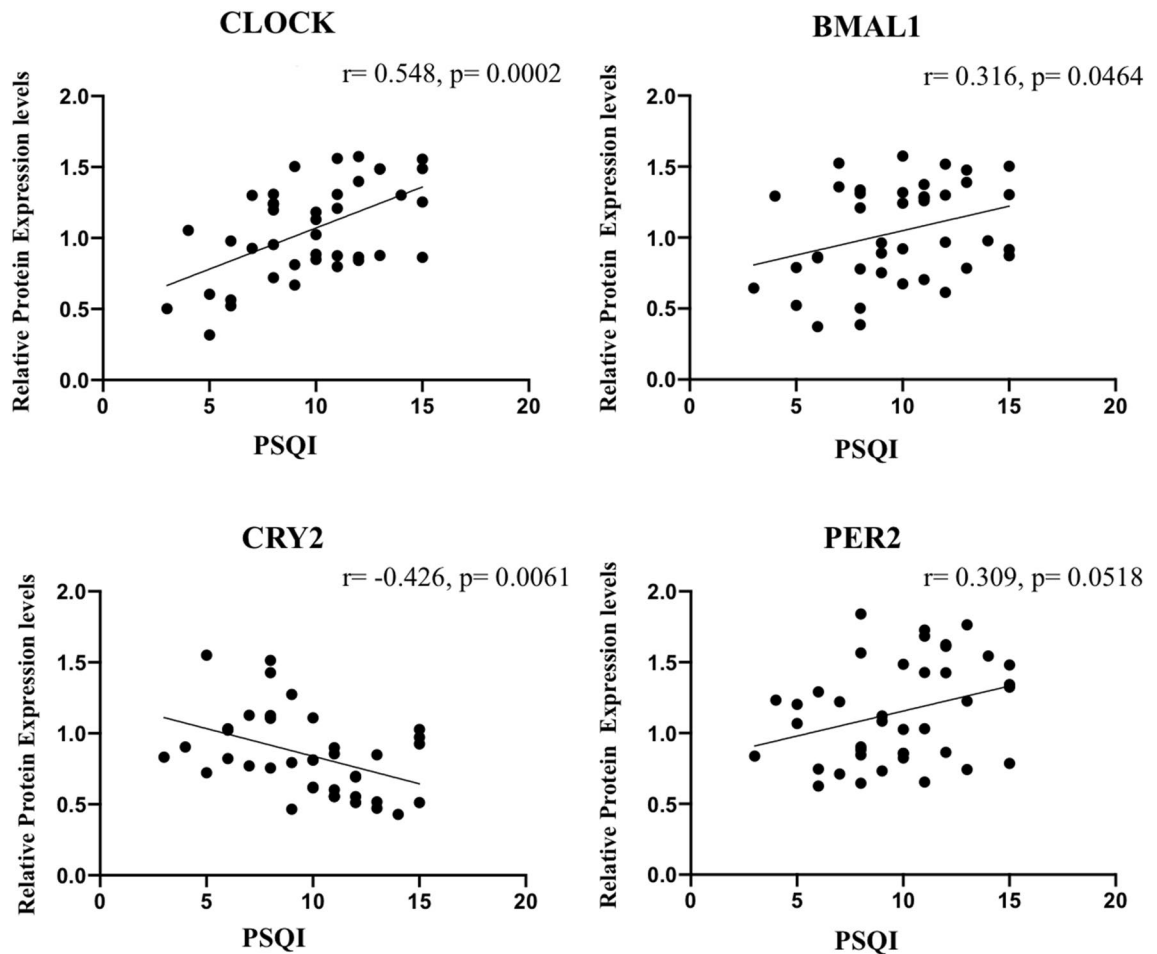 CLOCK
r= 0.548, p= 0.0002
Relative Protein Expression levels
2.0
1.5
1.0
0.5
0.0
0 5 10 15 20
PSQI
BMAL1
r= 0.316, p= 0.0464
Relative Protein Expression levels
2.0
1.5
1.0
0.5
0.0
0 5 10 15 20
PSQI
CRY2
r= -0.426, p= 0.0061
Relative Protein Expression levels
2.0
1.5
1.0
0.5
0.0
0 5 10 15 20
PSQI
PER2
r= 0.309, p= 0.0518
Relative Protein Expression levels
2.0
1.5
1.0
0.5
0.0
0 5 10 15 20
PSQI